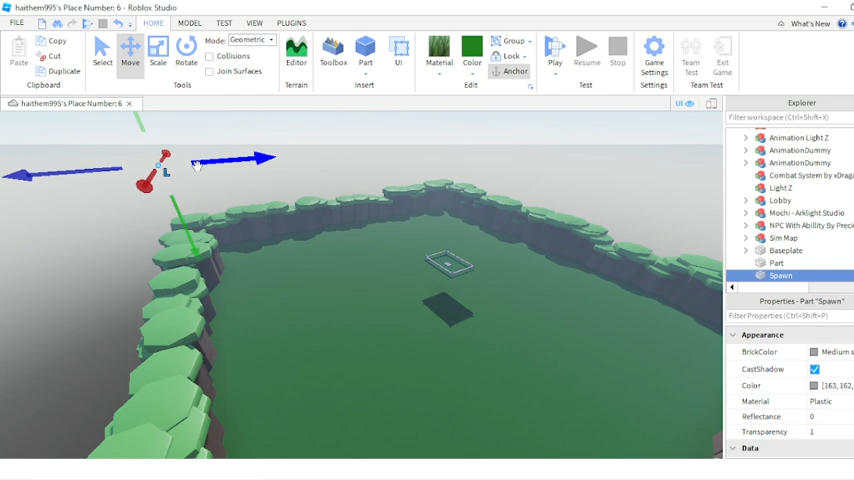 haithem995's Place Number: 6 - Roblox Studio
FILE HOME MODEL TEST VIEW PLUGINS What's New
Paste Copy Cut Duplicate Clipboard
Select Move Scale Rotate Mode: Geometric Collisions Join Surfaces Tools
Editor Terrain
Toolbox Part UI Insert
Material Color Group Lock Anchor Edit
Play Resume Stop Test
Game Settings Settings
Team Test Exit Game Team Test
haithem995's Place Number: 6 UI
L
Explorer
Filter workspace (Ctrl+Shift+X)
Animation Light Z
AnimationDummy
AnimationDummy
Combat System by xDraga
Light Z
Lobby
Mochi - Arklight Studio
NPC With Ability By Precie
Sim Map
Baseplate
Part
Spawn
Properties - Part "Spawn"
Filter Properties (Ctrl+Shift+P)
Appearance
BrickColor Medium s
CastShadow
Color [163, 162,
Material Plastic
Reflectance 0
Transparency 1
Data